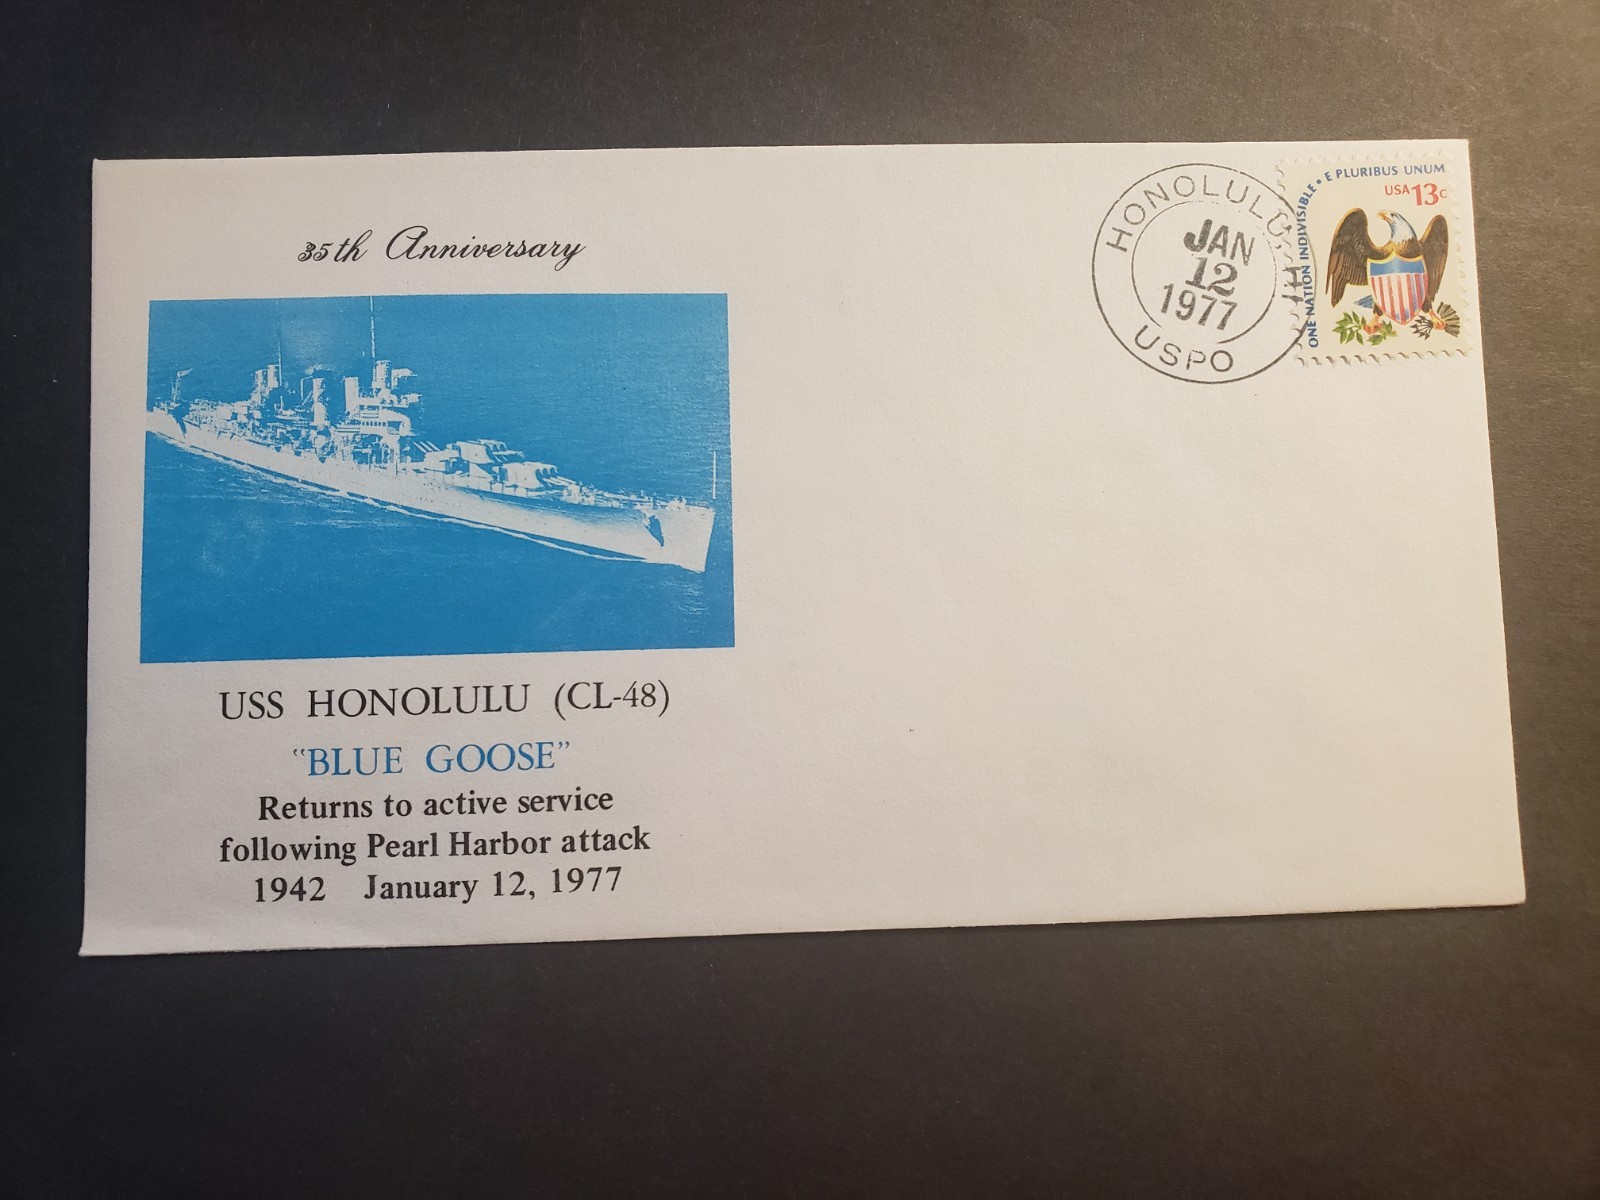 35th Anniversary
USS HONOLULU (CL-48)
"BLUE GOOSE"
Returns to active service
following Pearl Harbor attack
1942 January 12, 1977
HONOLULU, HI
JAN
12
1977
USPO
ONE NATION INDIVISIBLE • E PLURIBUS UNUM
USA 13c